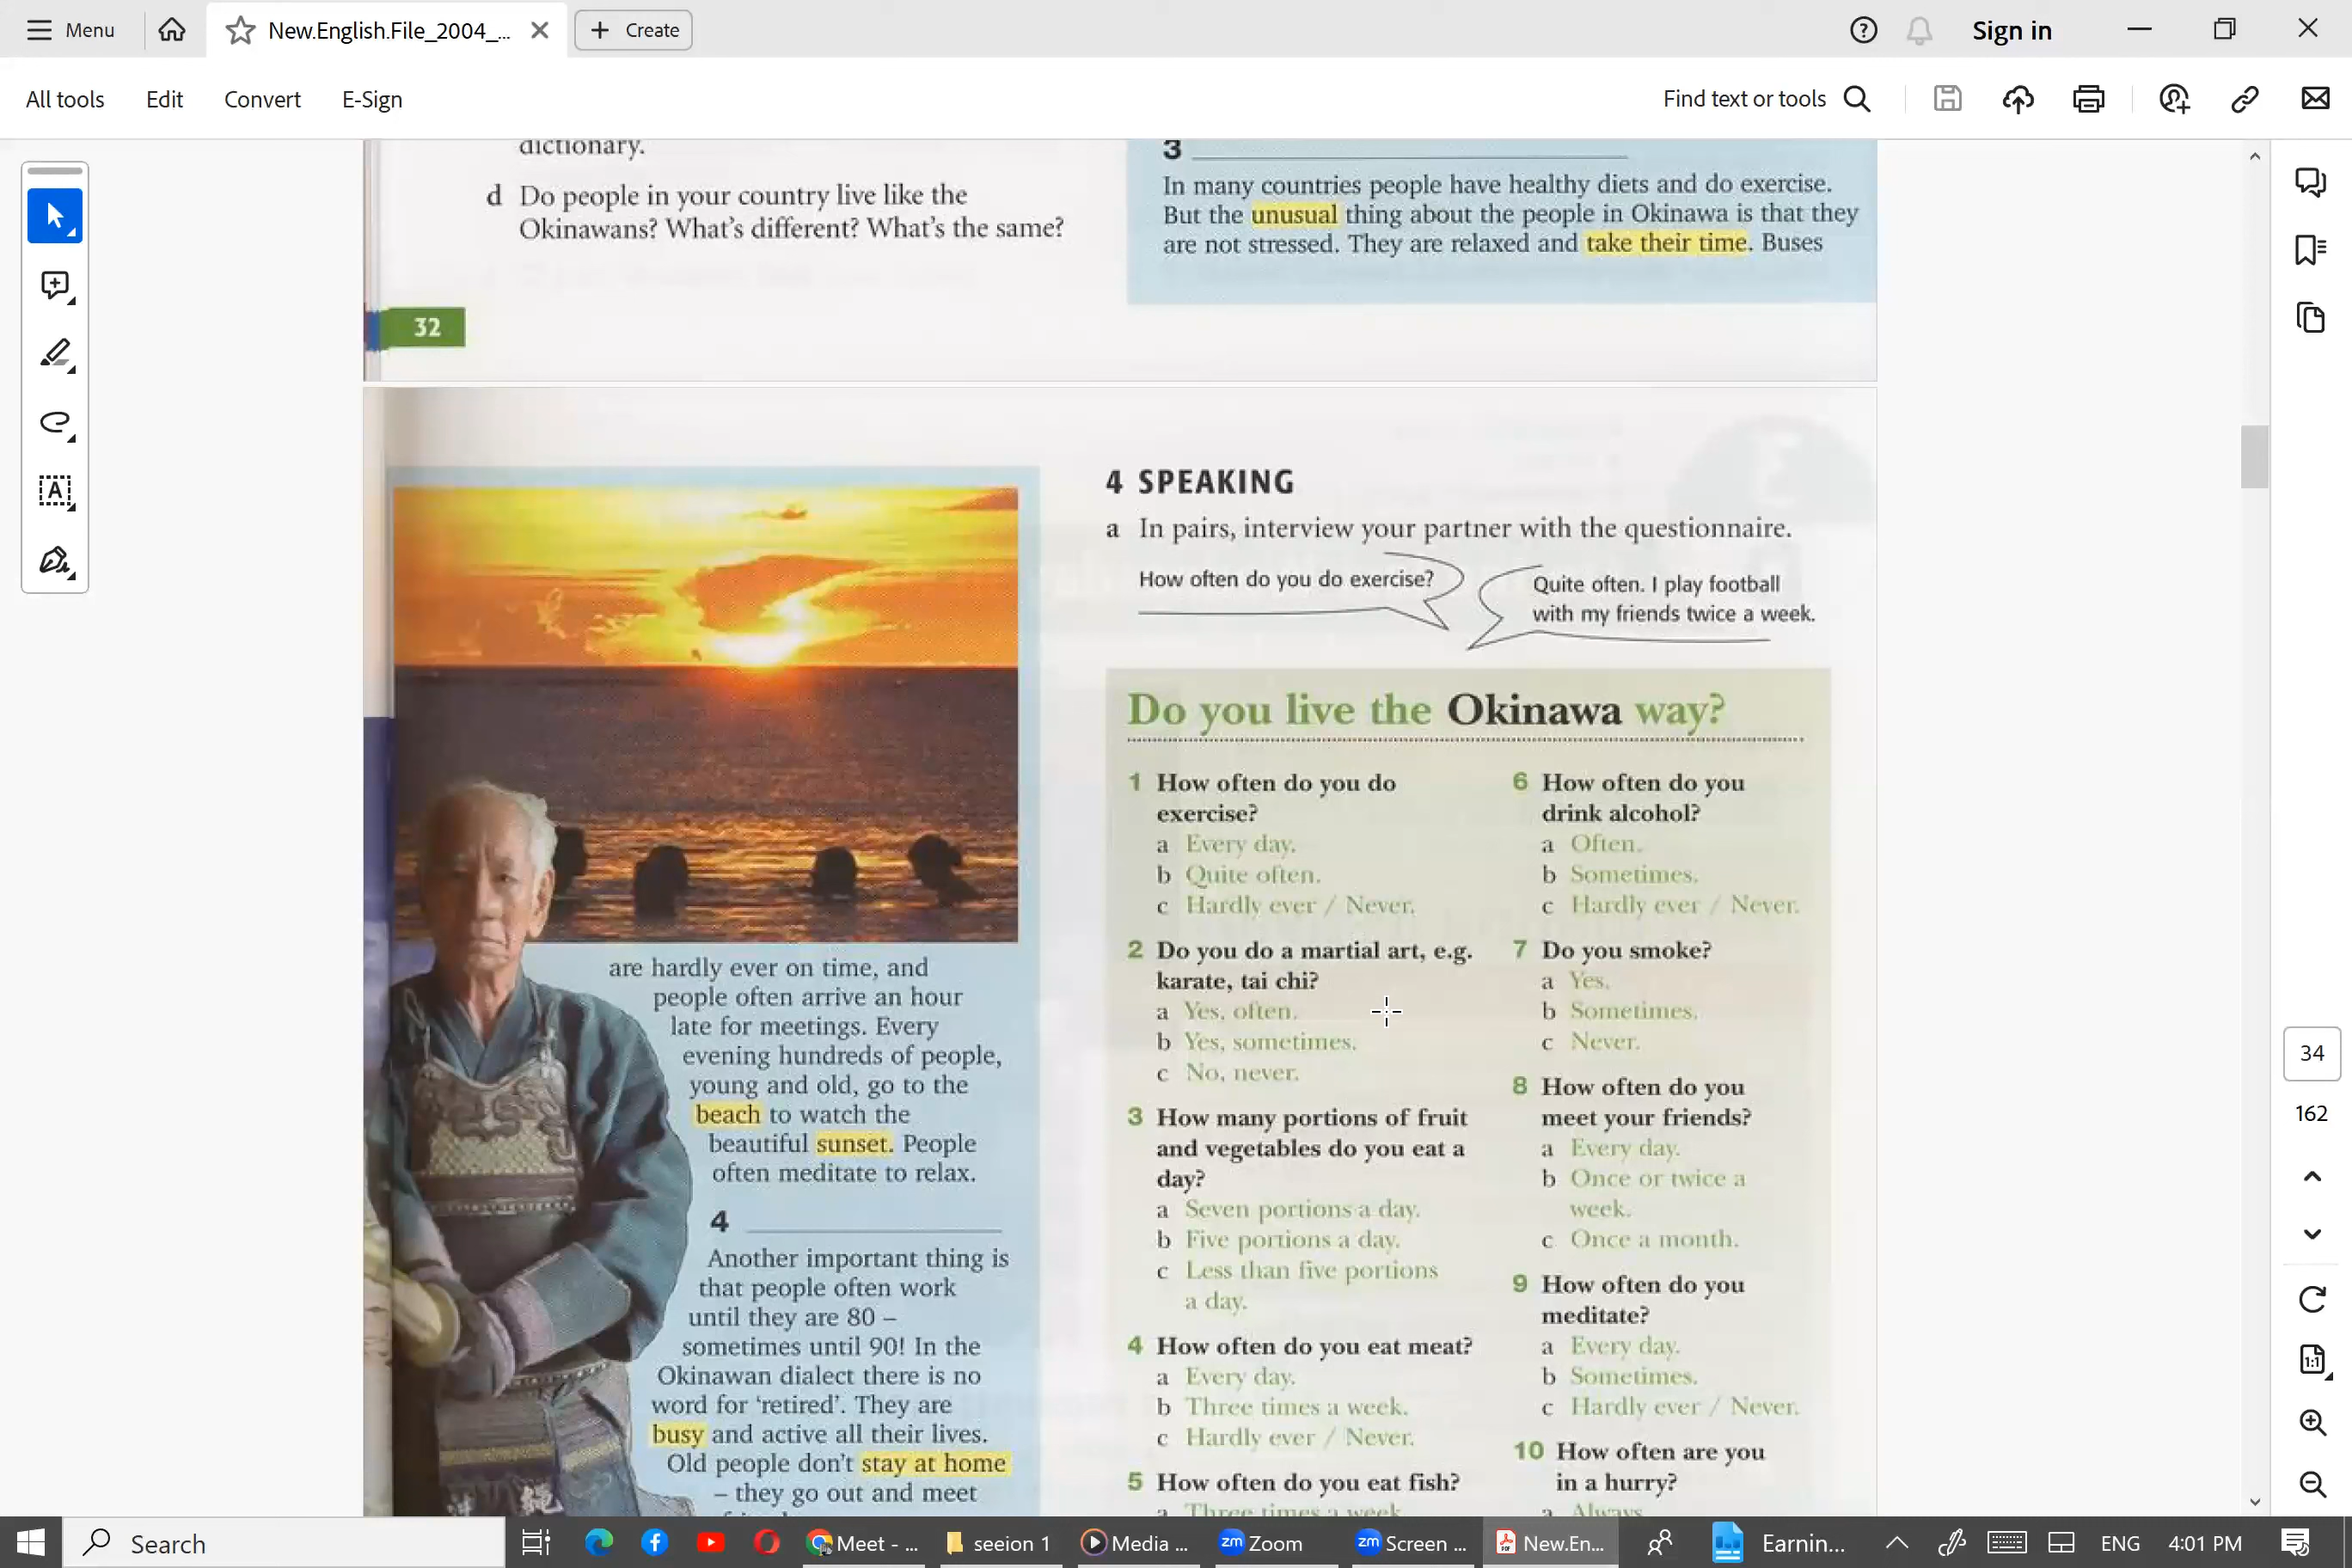 Menu
New.English.File_2004_...
Create
Sign in
All tools
Edit
Convert
E-Sign
Find text or tools
dictionary.
d Do people in your country live like the
Okinawans? What's different? What's the same?
32
3
In many countries people have healthy diets and do exercise.
But the unusual thing about the people in Okinawa is that they
are not stressed. They are relaxed and take their time. Buses
are hardly ever on time, and
people often arrive an hour
late for meetings. Every
evening hundreds of people,
young and old, go to the
beach to watch the
beautiful sunset. People
often meditate to relax.
4
Another important thing is
that people often work
until they are 80 –
sometimes until 90! In the
Okinawan dialect there is no
word for 'retired'. They are
busy and active all their lives.
Old people don't stay at home
– they go out and meet
4 SPEAKING
a In pairs, interview your partner with the questionnaire.
How often do you do exercise?
Quite often. I play football
with my friends twice a week.
Do you live the Okinawa way?
1 How often do you do
exercise?
a Every day.
b Quite often.
c Hardly ever / Never.
2 Do you do a martial art, e.g.
karate, tai chi?
a Yes, often.
b Yes, sometimes.
c No, never.
3 How many portions of fruit
and vegetables do you eat a
day?
a Seven portions a day.
b Five portions a day.
c Less than five portions
a day.
4 How often do you eat meat?
a Every day.
b Three times a week.
c Hardly ever / Never.
5 How often do you eat fish?
a Three times a week
6 How often do you
drink alcohol?
a Often.
b Sometimes.
c Hardly ever / Never.
7 Do you smoke?
a Yes.
b Sometimes.
c Never.
8 How often do you
meet your friends?
a Every day.
b Once or twice a
week.
c Once a month.
9 How often do you
meditate?
a Every day.
b Sometimes.
c Hardly ever / Never.
10 How often are you
in a hurry?
a Always
34
162
Search
Meet - ...
seeion 1
Media ...
zm Zoom
zm Screen ...
New.En...
Earnin...
ENG
4:01 PM